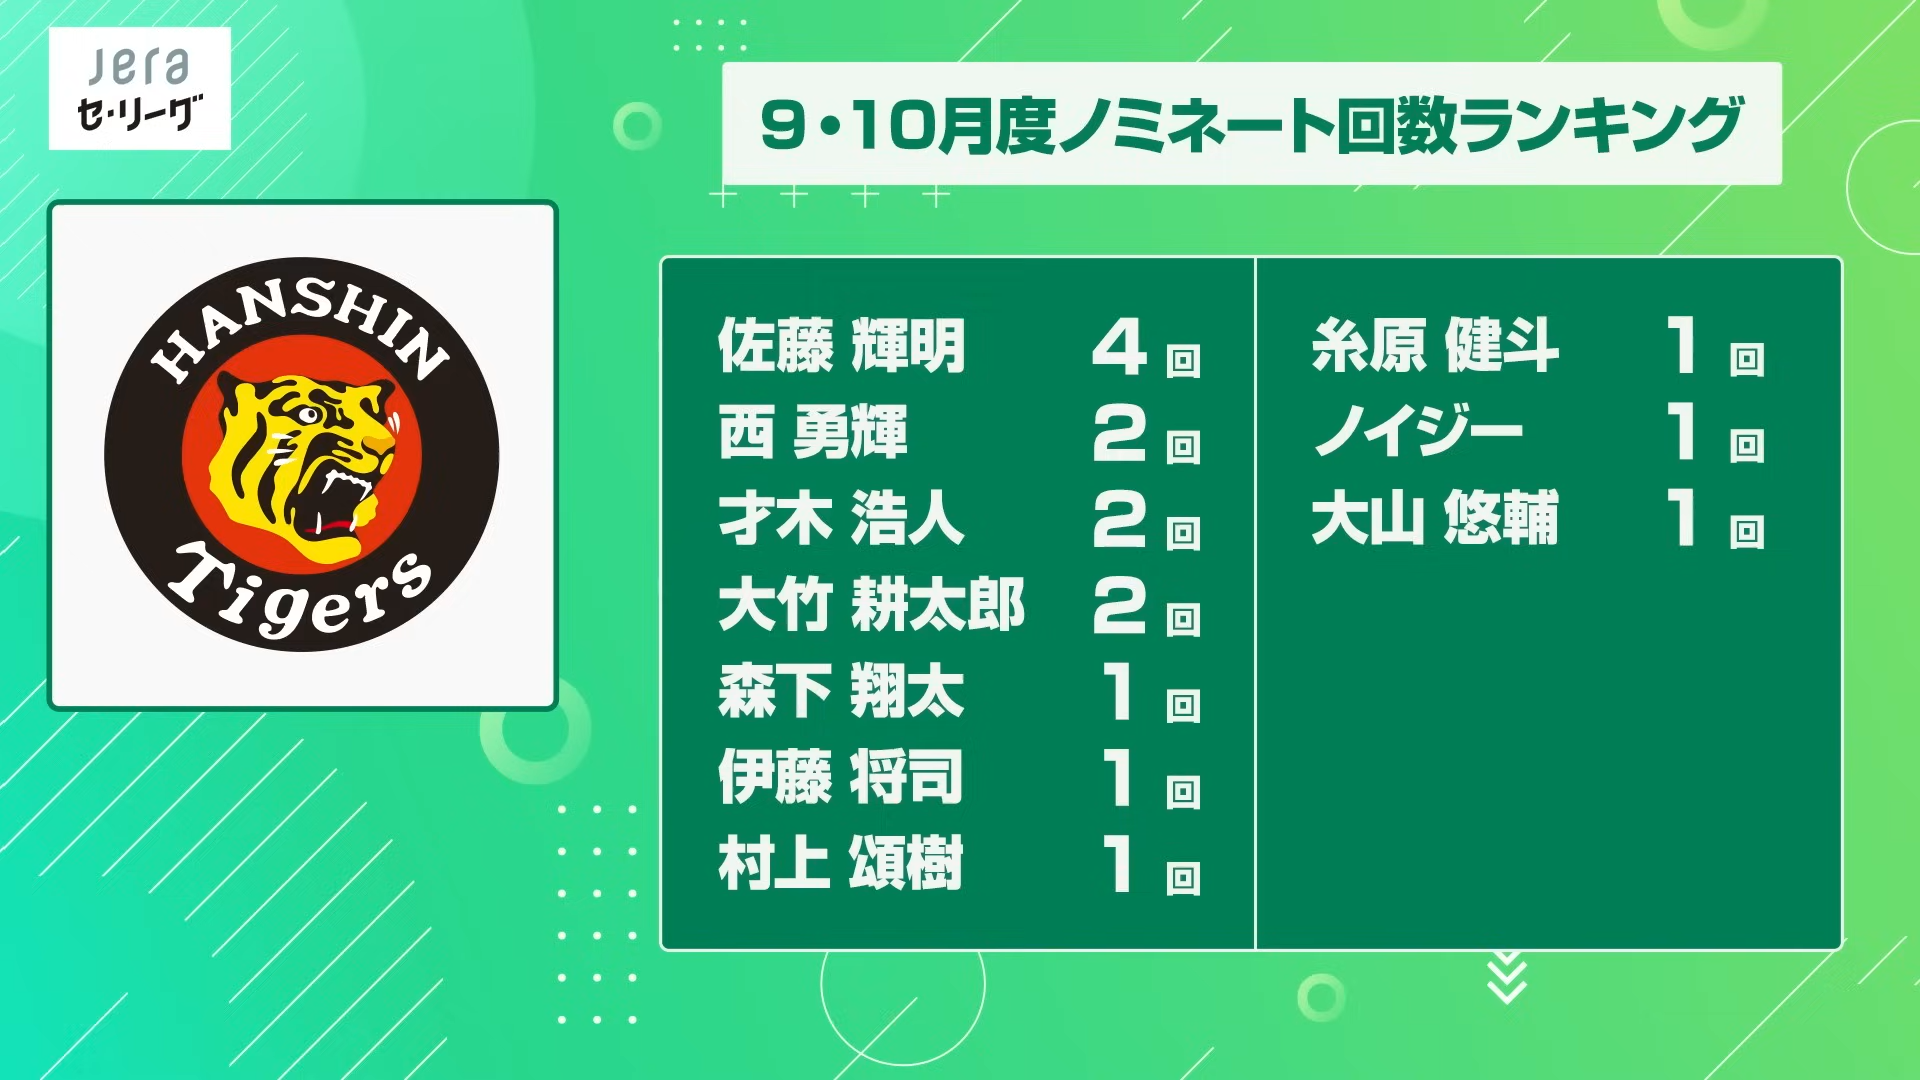 Jera
セ・リーグ
9・10月度ノミネート回数ランキング
HANSHIN
Tigers
佐藤 輝明 4回
西 勇輝 2回
才木 浩人 2回
大竹 耕太郎 2回
森下 翔太 1回
伊藤 将司 1回
村上 頌樹 1回
糸原 健斗 1回
ノイジー 1回
大山 悠輔 1回